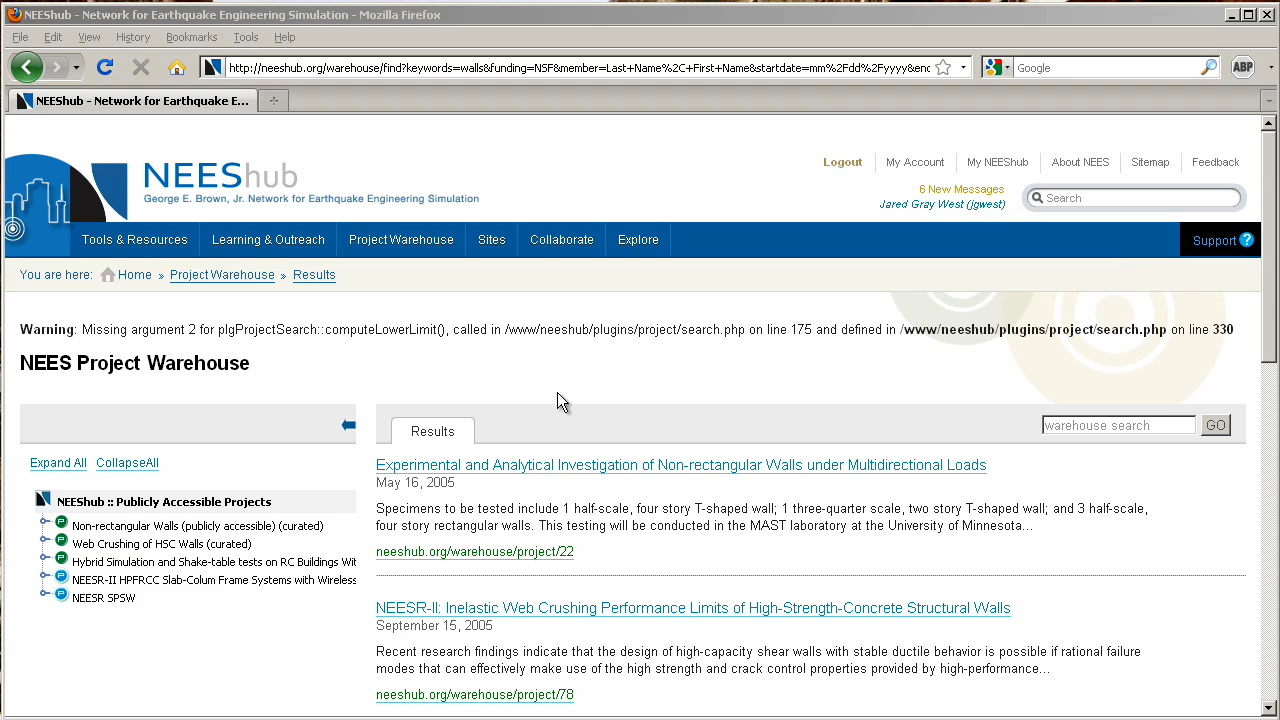 NEEShub - Network for Earthquake Engineering Simulation - Mozilla Firefox
File Edit View History Bookmarks Tools Help
http://neeshub.org/warehouse/find?keywords=walls&funding=NSF&member=Last+Name%2C+First+Name&startdate=mm%2Fdd%2Fyyyy&enc
Google
ABP
NEEShub - Network for Earthquake E...
NEEShub
George E. Brown, Jr. Network for Earthquake Engineering Simulation
Logout My Account My NEEShub About NEES Sitemap Feedback
6 New Messages
Jared Gray West (jgwest)
Search
Tools & Resources Learning & Outreach Project Warehouse Sites Collaborate Explore Support ?
You are here: Home » Project Warehouse » Results
Warning: Missing argument 2 for plgProjectSearch::computeLowerLimit(), called in /www/neeshub/plugins/project/search.php on line 175 and defined in /www/neeshub/plugins/project/search.php on line 330
NEES Project Warehouse
Results
warehouse search GO
Expand All CollapseAll
NEEShub :: Publicly Accessible Projects
P Non-rectangular Walls (publicly accessible) (curated)
P Web Crushing of HSC Walls (curated)
P Hybrid Simulation and Shake-table tests on RC Buildings Wit
P NEESR-II HPFRCC Slab-Colum Frame Systems with Wireless
P NEESR SPSW
Experimental and Analytical Investigation of Non-rectangular Walls under Multidirectional Loads
May 16, 2005
Specimens to be tested include 1 half-scale, four story T-shaped wall; 1 three-quarter scale, two story T-shaped wall; and 3 half-scale,
four story rectangular walls. This testing will be conducted in the MAST laboratory at the University of Minnesota...
neeshub.org/warehouse/project/22
NEESR-II: Inelastic Web Crushing Performance Limits of High-Strength-Concrete Structural Walls
September 15, 2005
Recent research findings indicate that the design of high-capacity shear walls with stable ductile behavior is possible if rational failure
modes that can effectively make use of the high strength and crack control properties provided by high-performance...
neeshub.org/warehouse/project/78